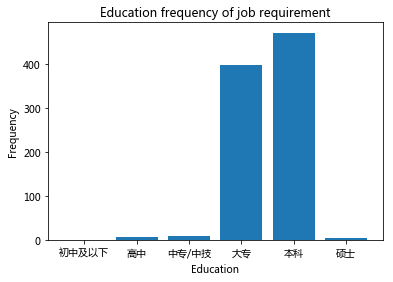 Education frequency of job requirement
Frequency
400
300
200
100
0
初中及以下 高中 中专/中技 大专 本科 硕士
Education